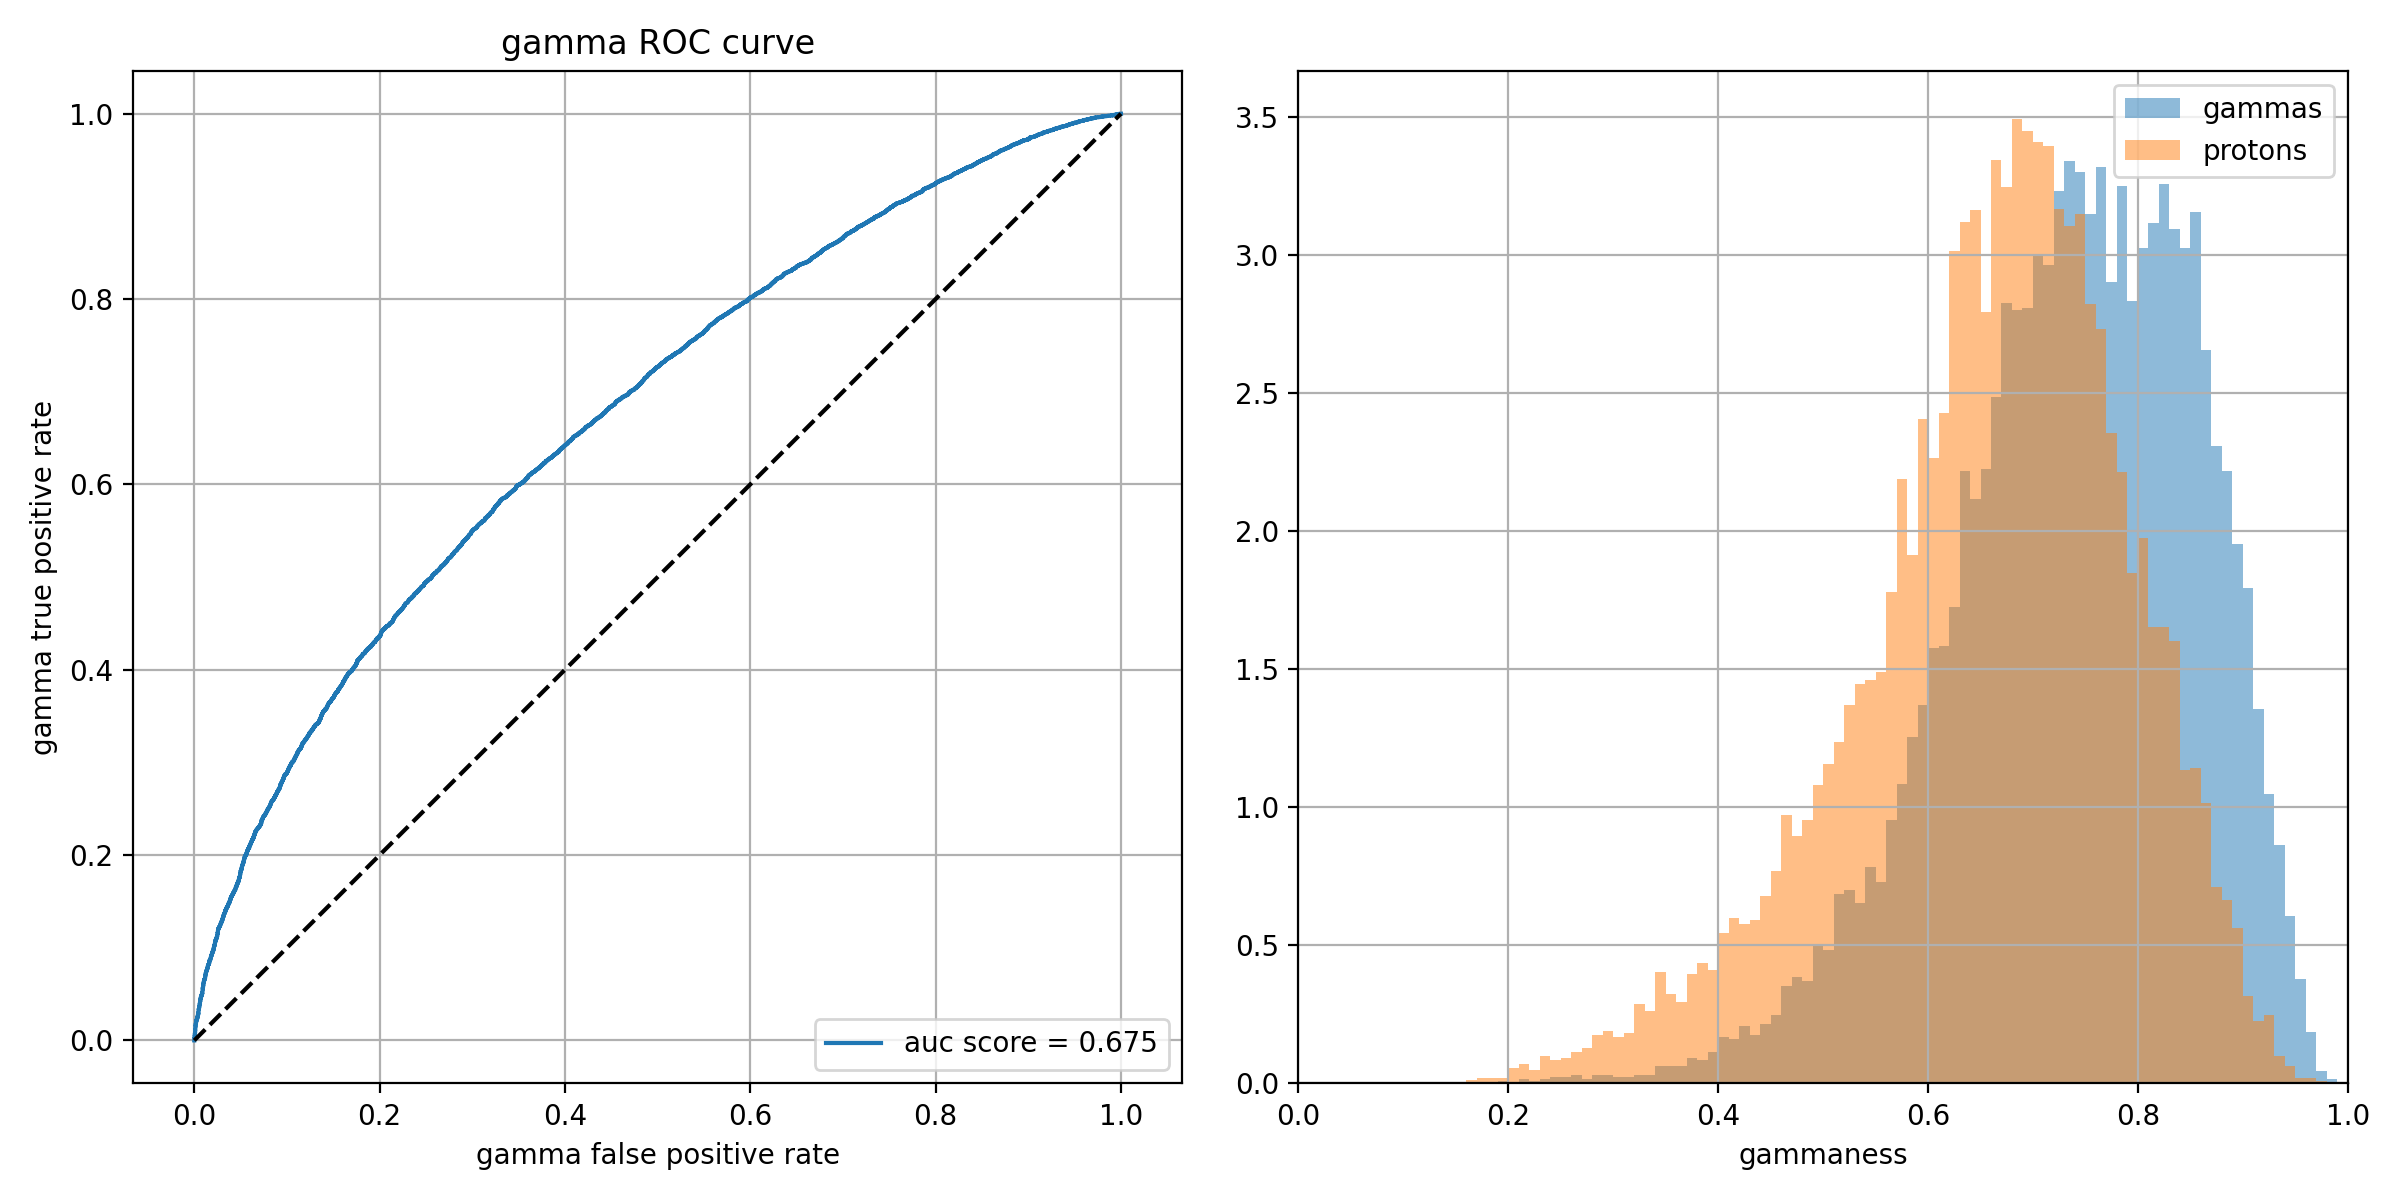 gamma ROC curve
1.0
0.8
0.6
0.4
0.2
0.0
gamma true positive rate
0.0 0.2 0.4 0.6 0.8 1.0
gamma false positive rate
auc score = 0.675
3.5
3.0
2.5
2.0
1.5
1.0
0.5
0.0
gammas
protons
0.0 0.2 0.4 0.6 0.8 1.0
gammaness